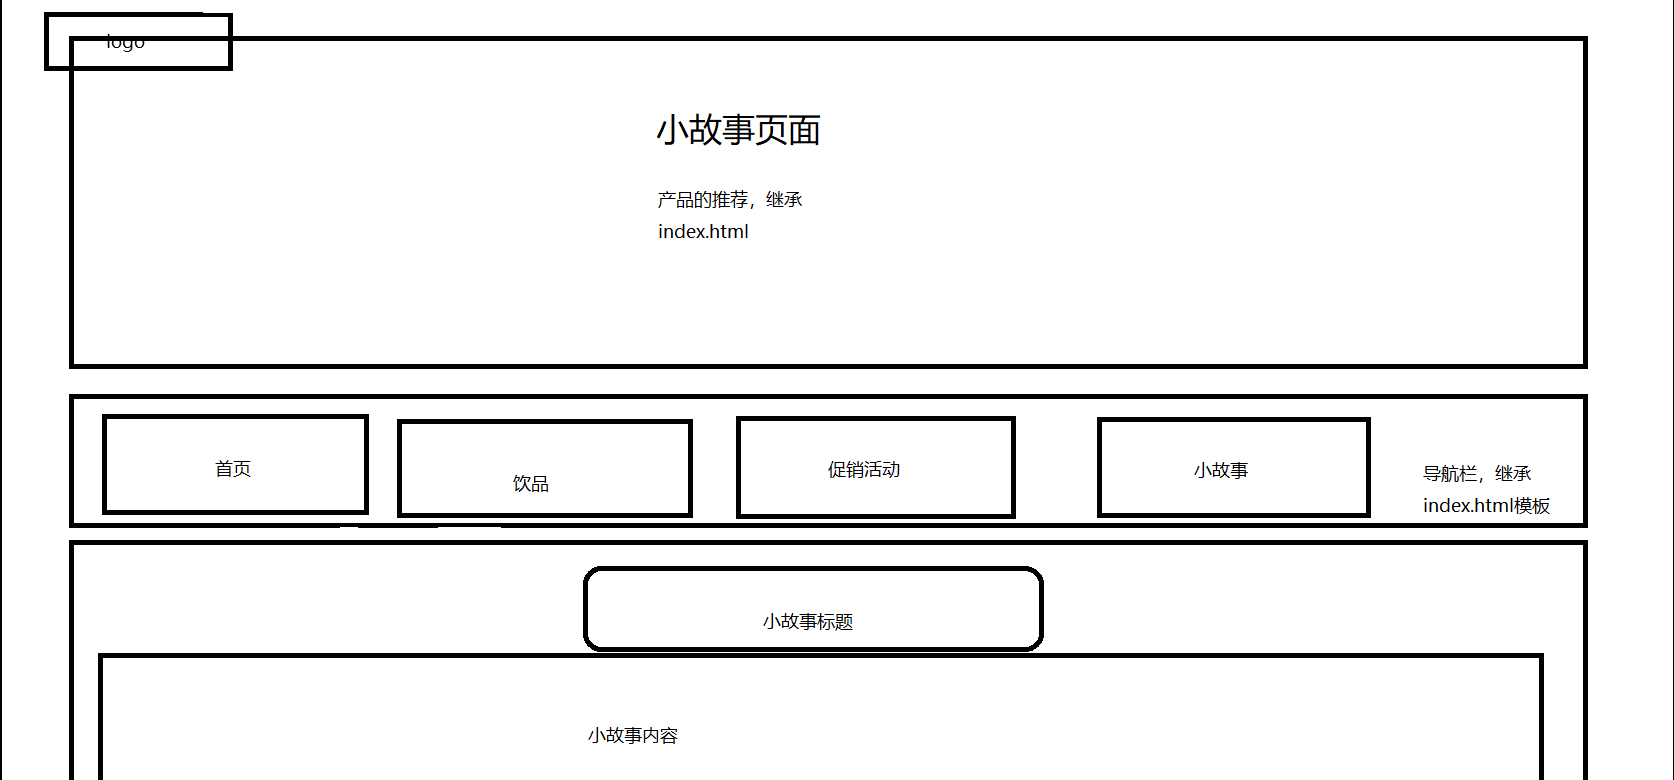 logo
小故事页面
产品的推荐，继承
index.html
首页
饮品
促销活动
小故事
导航栏，继承
index.html模板
小故事标题
小故事内容